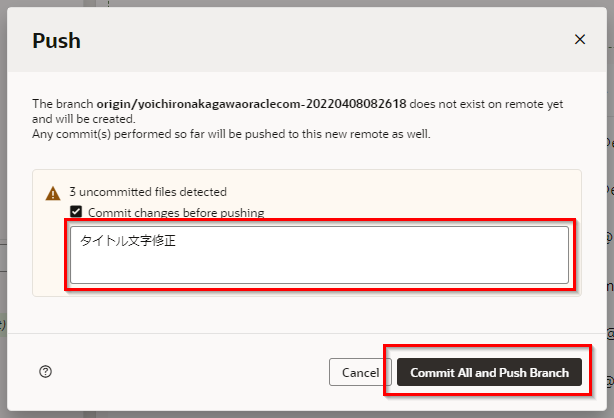 Push
The branch origin/yoichironakagawaoraclecom-20220408082618 does not exist on remote yet
and will be created.
Any commit(s) performed so far will be pushed to this new remote as well.
3 uncommitted files detected
Commit changes before pushing
タイトル文字修正
Cancel
Commit All and Push Branch